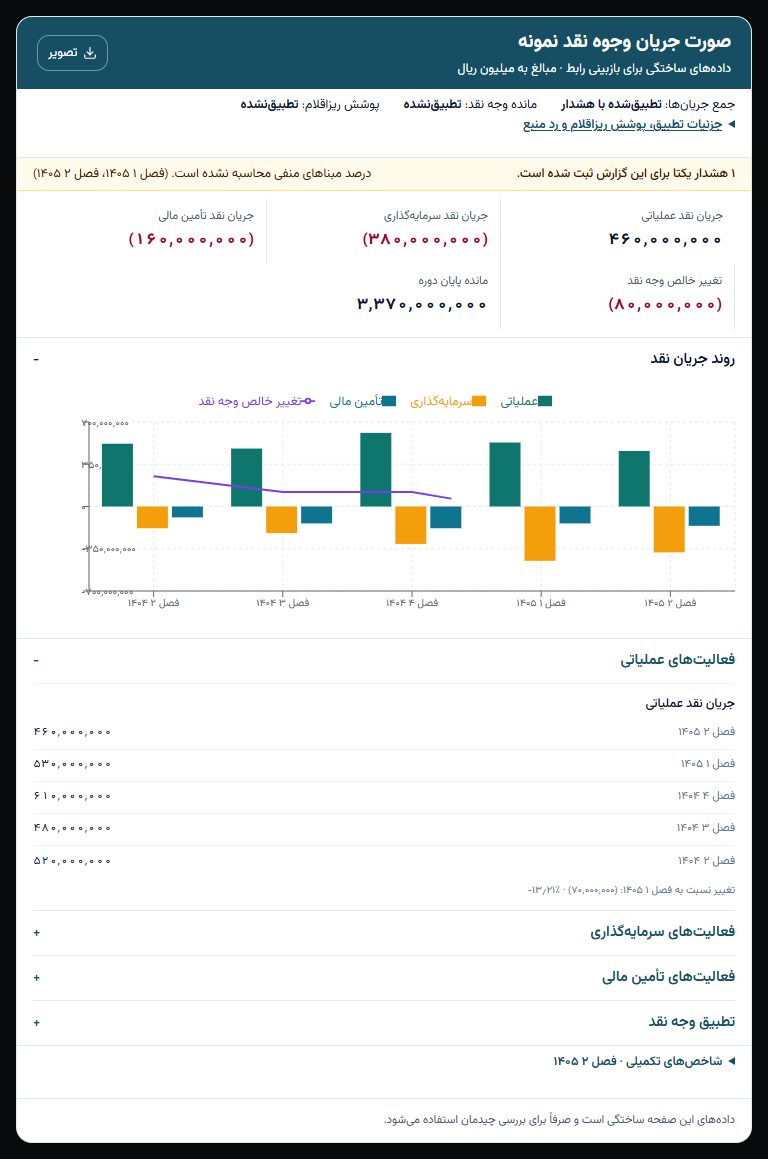 صورت جریان وجوه نقد نمونه
تصویر
داده‌های ساختگی برای بازبینی رابط · مبالغ به میلیون ریال
جمع جریان‌ها: تطبیق‌شده با هشدار مانده وجه نقد: تطبیق‌نشده پوشش ریزاقلام: تطبیق‌نشده
◀ جزئیات تطبیق، پوشش ریزاقلام و رد منبع
۱ هشدار یکتا برای این گزارش ثبت شده است. درصد مبناهای منفی محاسبه نشده است. (فصل ۱ ۱۴۰۵، فصل ۲ ۱۴۰۵)
جریان نقد عملیاتی
۴۶۰,۰۰۰,۰۰۰
جریان نقد سرمایه‌گذاری
(۳۸۰,۰۰۰,۰۰۰)
جریان نقد تأمین مالی
(۱۶۰,۰۰۰,۰۰۰)
تغییر خالص وجه نقد
(۸۰,۰۰۰,۰۰۰)
مانده پایان دوره
۳,۳۷۰,۰۰۰,۰۰۰
روند جریان نقد -
عملیاتی سرمایه‌گذاری تأمین مالی تغییر خالص وجه نقد
۷۰۰,۰۰۰,۰۰۰
۳۵۰,
۰
-۳۵۰,۰۰۰,۰۰۰
-۷۰۰,۰۰۰,۰۰۰
فصل ۲ ۱۴۰۵ فصل ۱ ۱۴۰۵ فصل ۴ ۱۴۰۴ فصل ۳ ۱۴۰۴ فصل ۲ ۱۴۰۴
فعالیت‌های عملیاتی -
جریان نقد عملیاتی
فصل ۲ ۱۴۰۵ ۴۶۰,۰۰۰,۰۰۰
فصل ۱ ۱۴۰۵ ۵۳۰,۰۰۰,۰۰۰
فصل ۴ ۱۴۰۴ ۶۱۰,۰۰۰,۰۰۰
فصل ۳ ۱۴۰۴ ۴۸۰,۰۰۰,۰۰۰
فصل ۲ ۱۴۰۴ ۵۲۰,۰۰۰,۰۰۰
تغییر نسبت به فصل ۱ ۱۴۰۵: (۷۰,۰۰۰,۰۰۰) · ‎-۱۳٫۲۱٪
فعالیت‌های سرمایه‌گذاری +
فعالیت‌های تأمین مالی +
تطبیق وجه نقد +
◀ شاخص‌های تکمیلی · فصل ۲ ۱۴۰۵
داده‌های این صفحه ساختگی است و صرفاً برای بررسی چیدمان استفاده می‌شود.